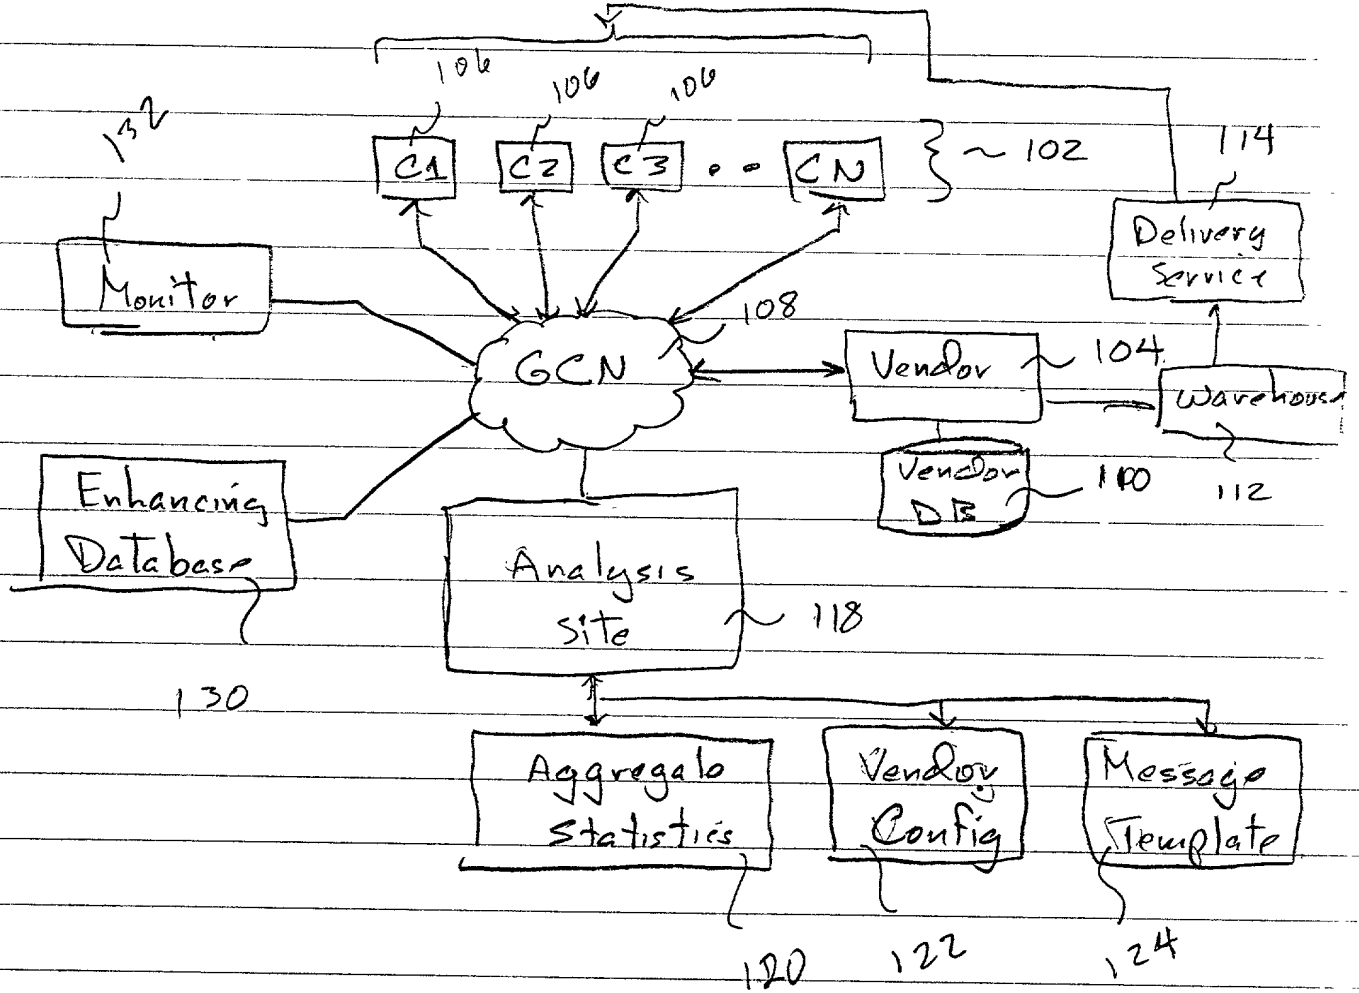 106
106
106
132
C1
C2
C3
..
CN
~ 102
114
Delivery
Service
Monitor
108
GCN
Vendor
104
Warehouse
112
Vendor
DB
110
Enhancing
Database
130
Analysis
Site
118
Aggregate
Statistics
120
Vendor
Config
122
Message
Template
124